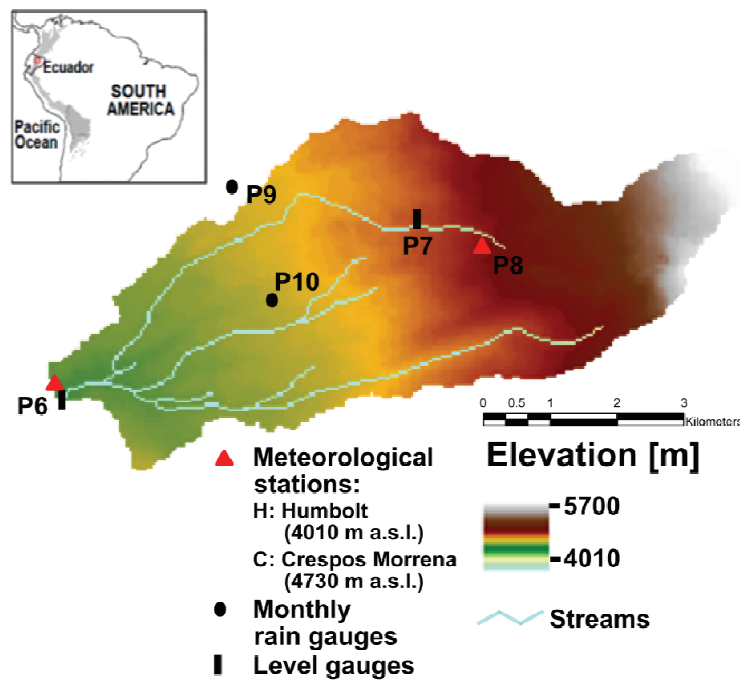 Ecuador
SOUTH
AMERICA
Pacific
Ocean
P9
P7
P8
P10
P6
0 0.5 1 2 3
Kilometers
Meteorological
stations:
H: Humbolt
(4010 m a.s.l.)
C: Crespos Morrena
(4730 m a.s.l.)
Monthly
rain gauges
Level gauges
Elevation [m]
5700
4010
Streams